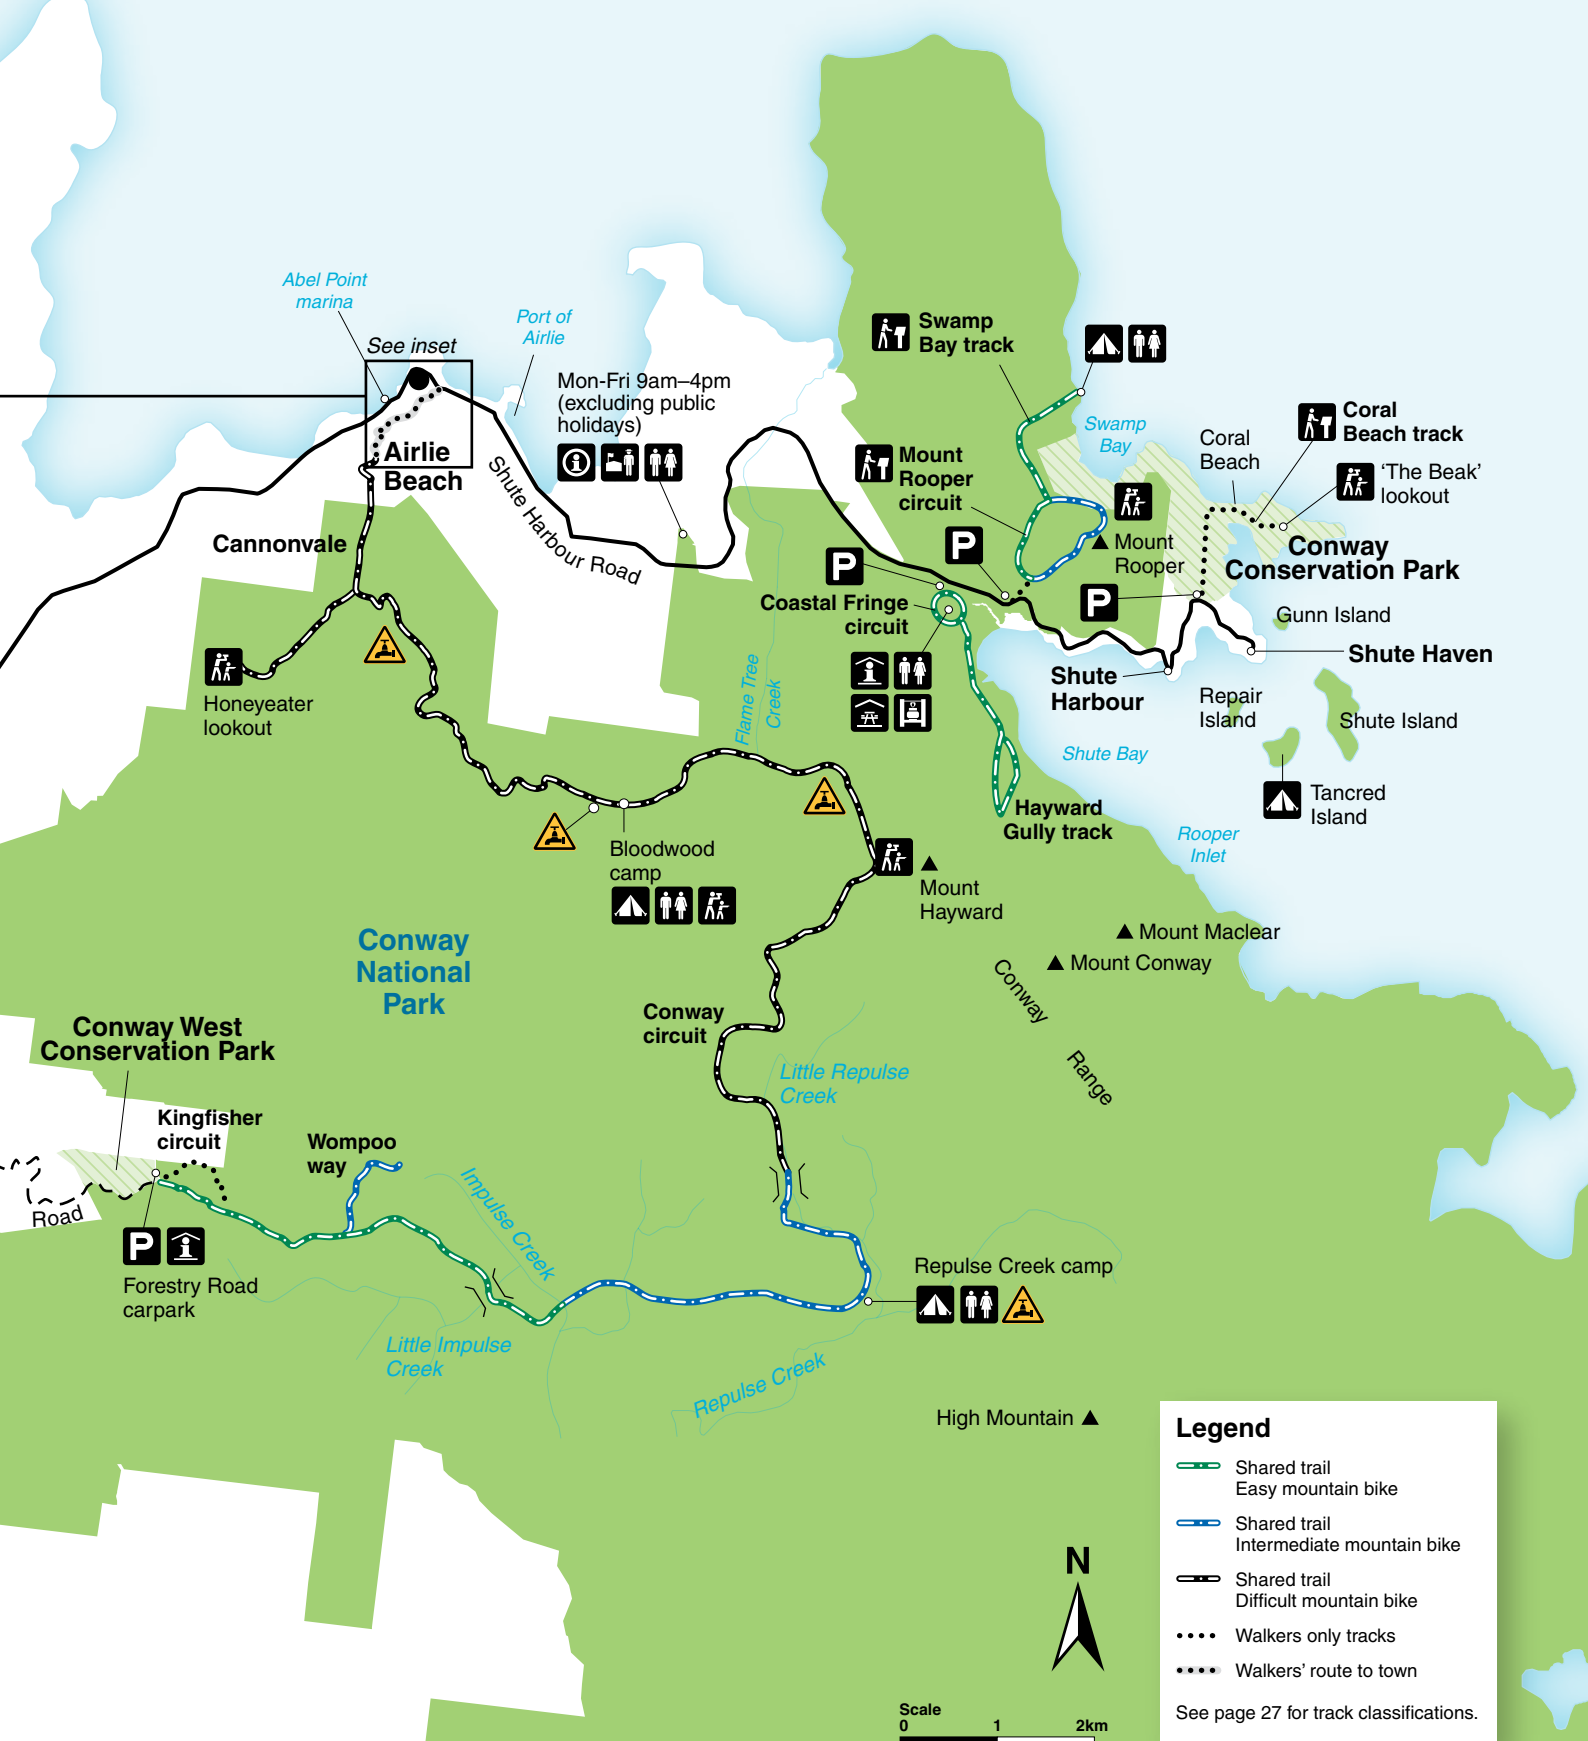 Abel Point
marina
See inset
Port of
Airlie
Mon-Fri 9am–4pm
(excluding public
holidays)
Airlie
Beach
Shute Harbour Road
Cannonvale
Honeyeater
lookout
Swamp
Bay track
Swamp
Bay
Mount
Rooper
circuit
Coral
Beach
Coral
Beach track
'The Beak'
lookout
P
P
P
Mount
Rooper
Conway
Conservation Park
Coastal Fringe
circuit
Gunn Island
Shute Haven
Shute
Harbour
Repair
Island
Shute Island
Shute Bay
Tancred
Island
Flame Tree
Creek
Hayward
Gully track
Rooper
Inlet
Bloodwood
camp
Mount
Hayward
Mount Maclear
Mount Conway
Conway
Range
Conway
National
Park
Conway
circuit
Conway West
Conservation Park
Little Repulse
Creek
Kingfisher
circuit
Wompoo
way
Impulse Creek
Road
P
Forestry Road
carpark
Repulse Creek camp
Little Impulse
Creek
Repulse Creek
High Mountain
N
Legend
Shared trail
Easy mountain bike
Shared trail
Intermediate mountain bike
Shared trail
Difficult mountain bike
Walkers only tracks
Walkers' route to town
See page 27 for track classifications.
Scale
0 1 2km